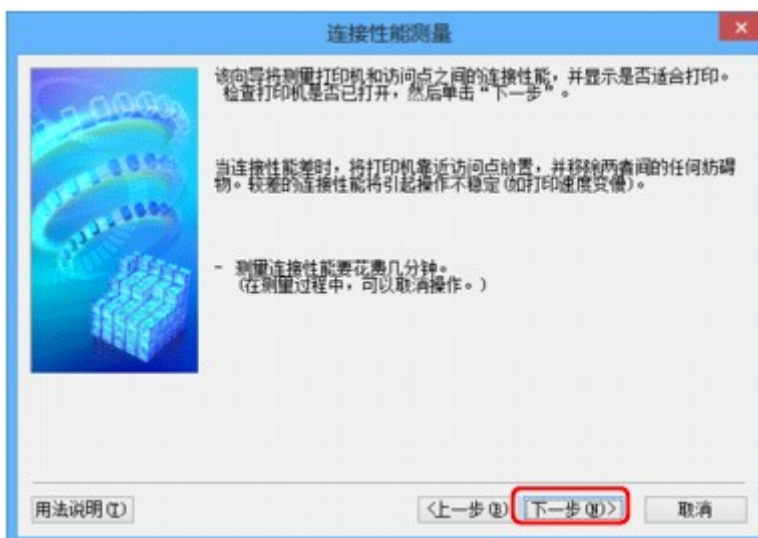 连接性能测量
该向导将测量打印机和访问点之间的连接性能，并显示是否适合打印。
检查打印机是否已打开，然后单击“下一步”。
当连接性能差时，将打印机靠近访问点放置，并移除两者间的任何妨碍
物。较差的连接性能将引起操作不稳定(如打印速度变慢)。
- 测量连接性能要花费几分钟。
(在测量过程中，可以取消操作。)
用法说明(I) <上一步(B) 下一步(N)> 取消